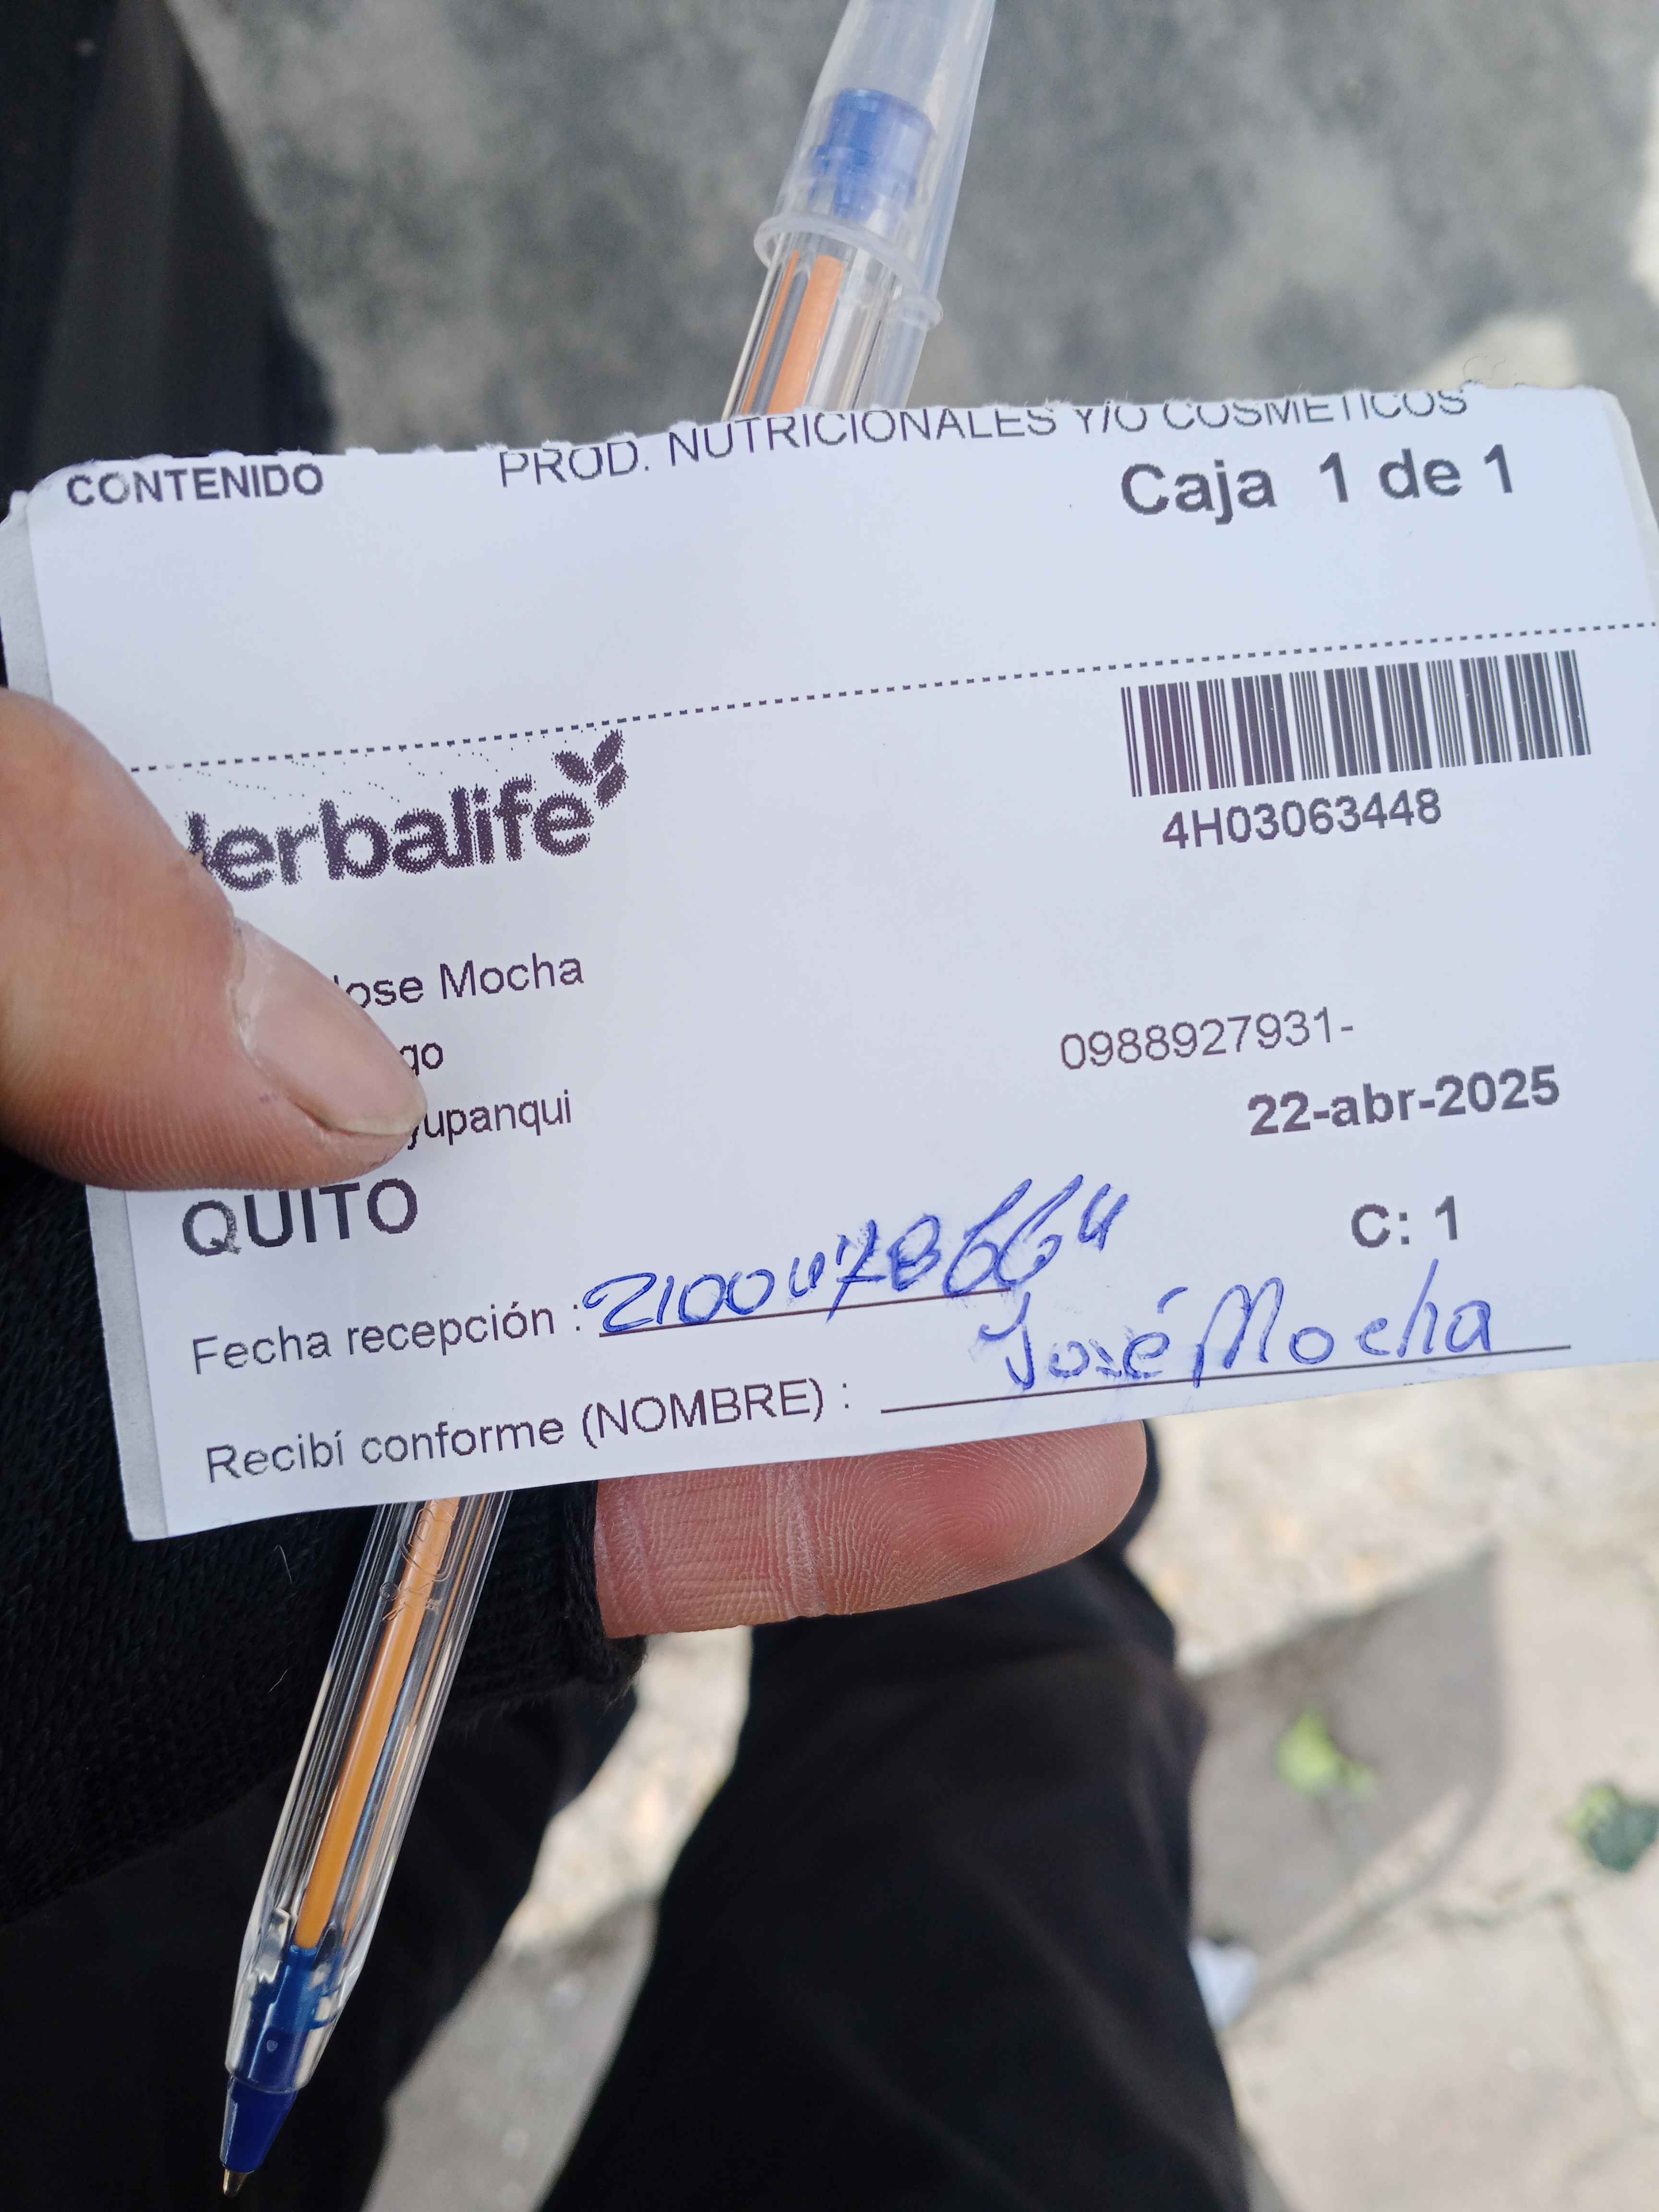 CONTENIDO PROD. NUTRICIONALES Y/O COSMETICOS
Caja 1 de 1
Herbalife
4H03063448
Jose Mocha
0988927931-
22-abr-2025
QUITO
C: 1
Fecha recepción : 2100478664
Recibí conforme (NOMBRE) : José Mocha